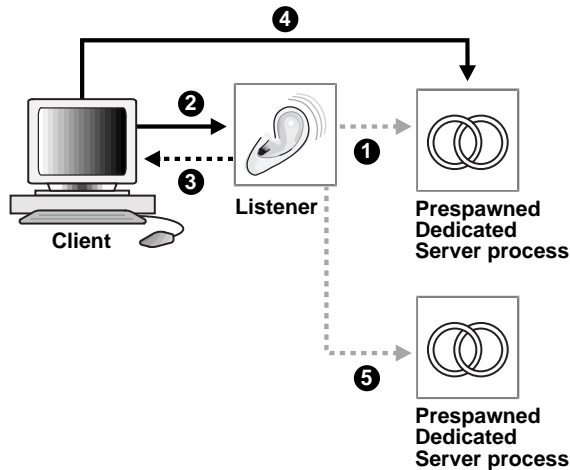 4
2
1
3
Listener
Client
Prespawned
Dedicated
Server process
5
Prespawned
Dedicated
Server process